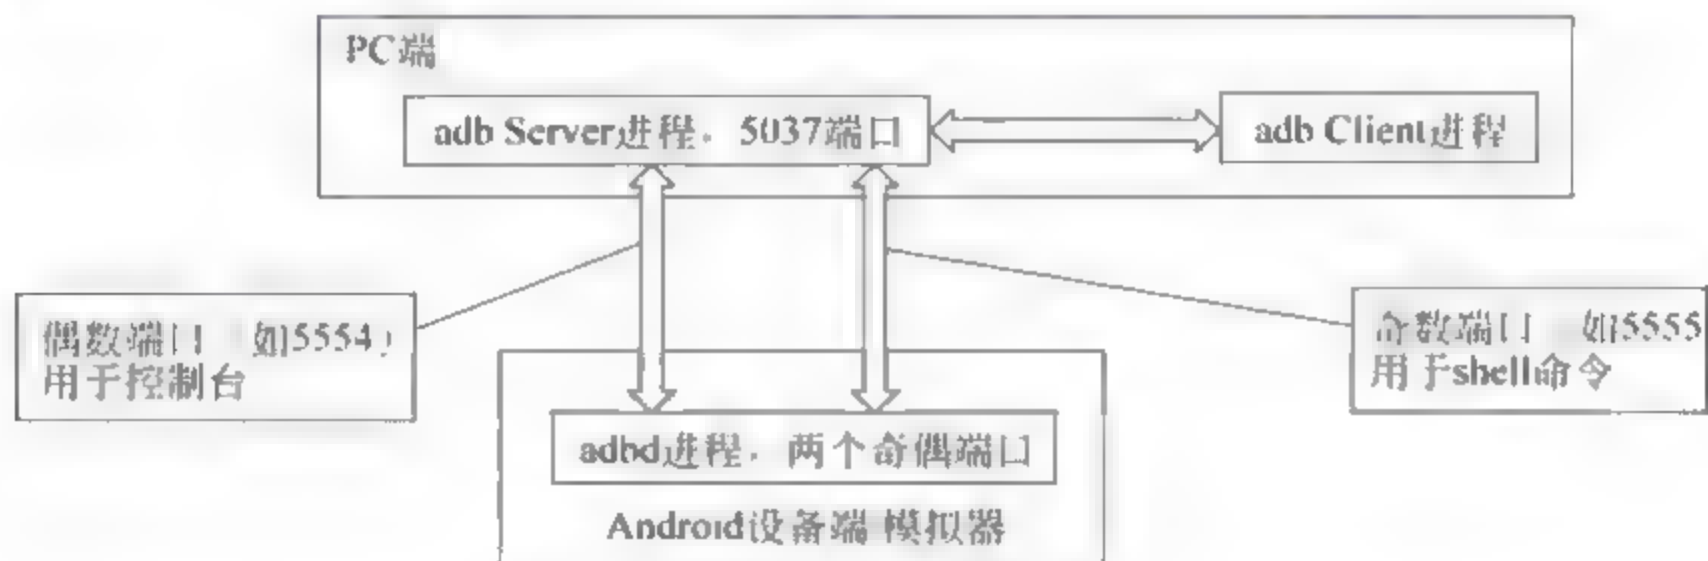 PC端
adb Server进程，5037端口
adb Client进程
偶数端口 如5554）
用于控制台
奇数端口 如5555
用于shell命令
adbd进程，两个奇偶端口
Android设备端 模拟器